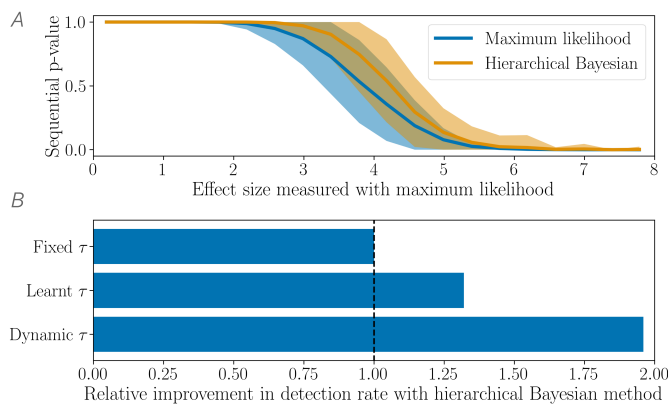 A
Sequential p-value
1.0
0.5
0.0
Maximum likelihood
Hierarchical Bayesian
0 1 2 3 4 5 6 7 8
Effect size measured with maximum likelihood
B
Fixed τ
Learnt τ
Dynamic τ
0.00 0.25 0.50 0.75 1.00 1.25 1.50 1.75 2.00
Relative improvement in detection rate with hierarchical Bayesian method